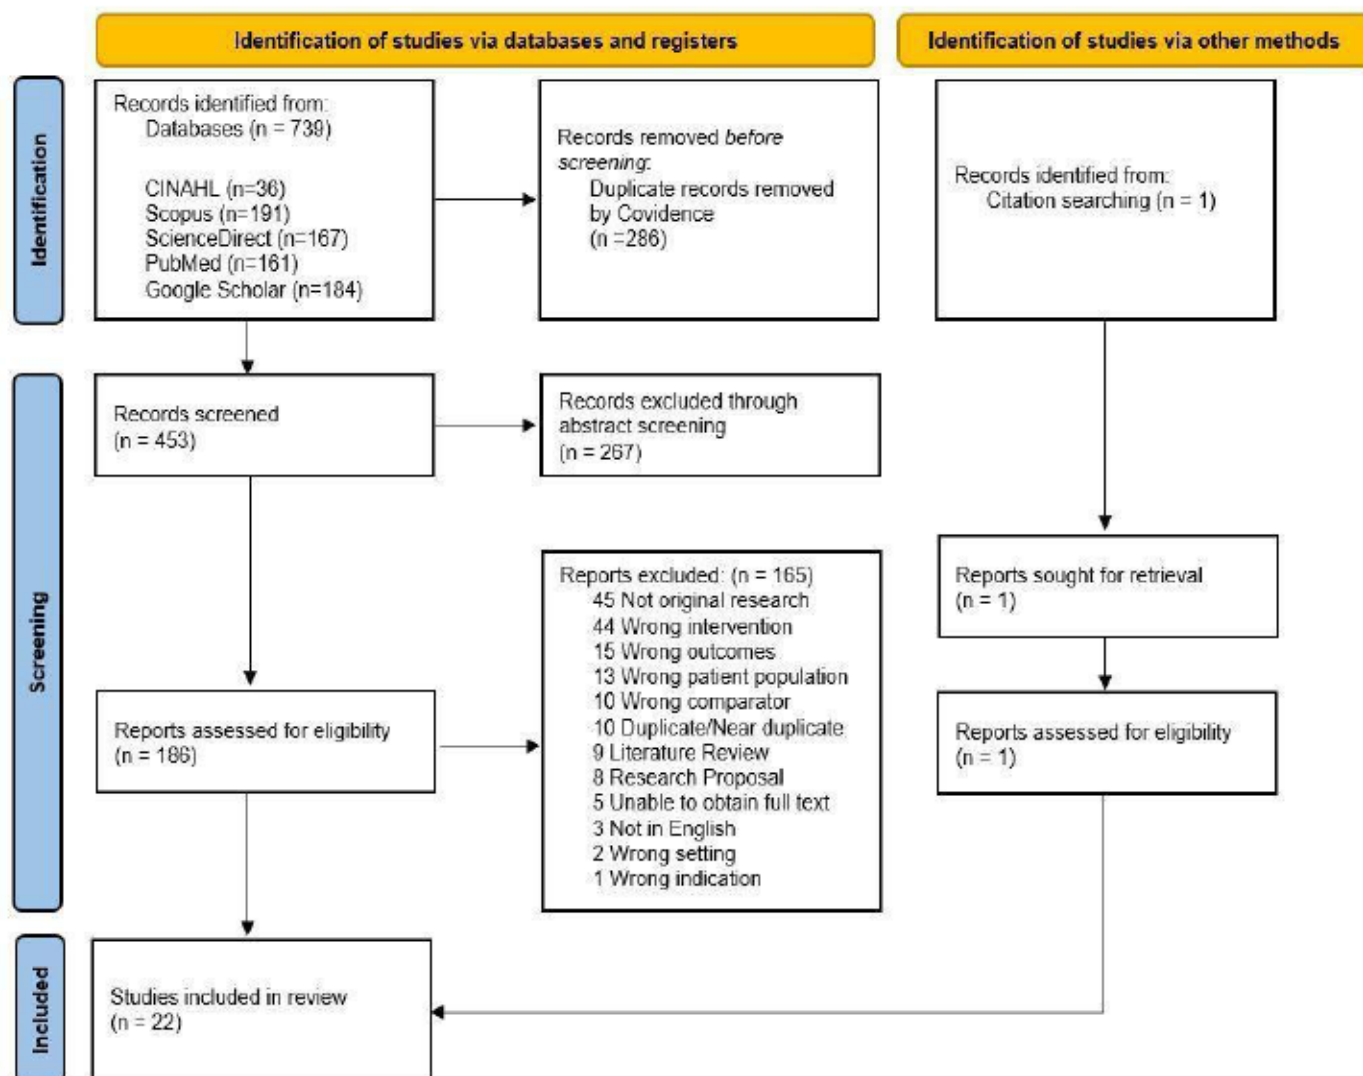 Identification of studies via databases and registers
Identification of studies via other methods
Identification
Records identified from:
Databases (n = 739)
CINAHL (n=36)
Scopus (n=191)
ScienceDirect (n=167)
PubMed (n=161)
Google Scholar (n=184)
Records removed before
screening:
Duplicate records removed
by Covidence
(n =286)
Records identified from:
Citation searching (n = 1)
Screening
Records screened
(n = 453)
Records excluded through
abstract screening
(n = 267)
Reports assessed for eligibility
(n = 186)
Reports excluded: (n = 165)
45 Not original research
44 Wrong intervention
15 Wrong outcomes
13 Wrong patient population
10 Wrong comparator
10 Duplicate/Near duplicate
9 Literature Review
8 Research Proposal
5 Unable to obtain full text
3 Not in English
2 Wrong setting
1 Wrong indication
Reports sought for retrieval
(n = 1)
Reports assessed for eligibility
(n = 1)
Included
Studies included in review
(n = 22)